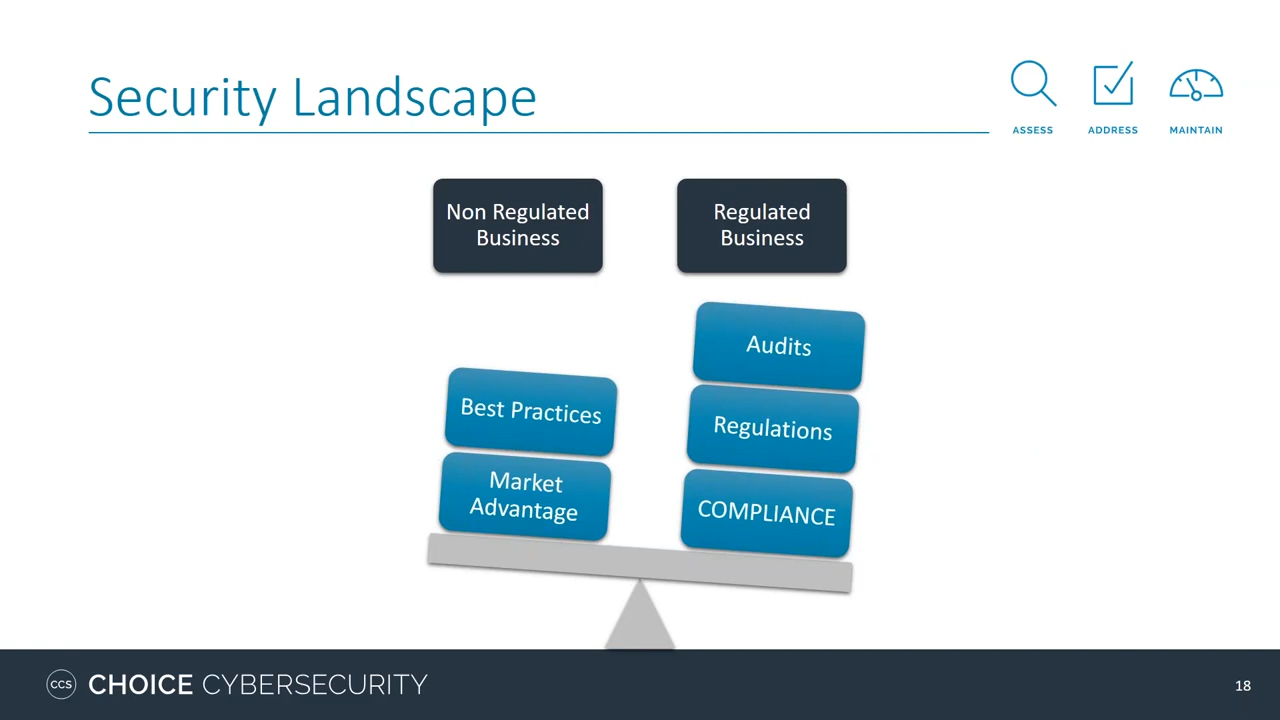 Security Landscape
ASSESS
ADDRESS
MAINTAIN
Non Regulated
Business
Regulated
Business
Best Practices
Market
Advantage
Audits
Regulations
COMPLIANCE
CCS
CHOICE CYBERSECURITY
18